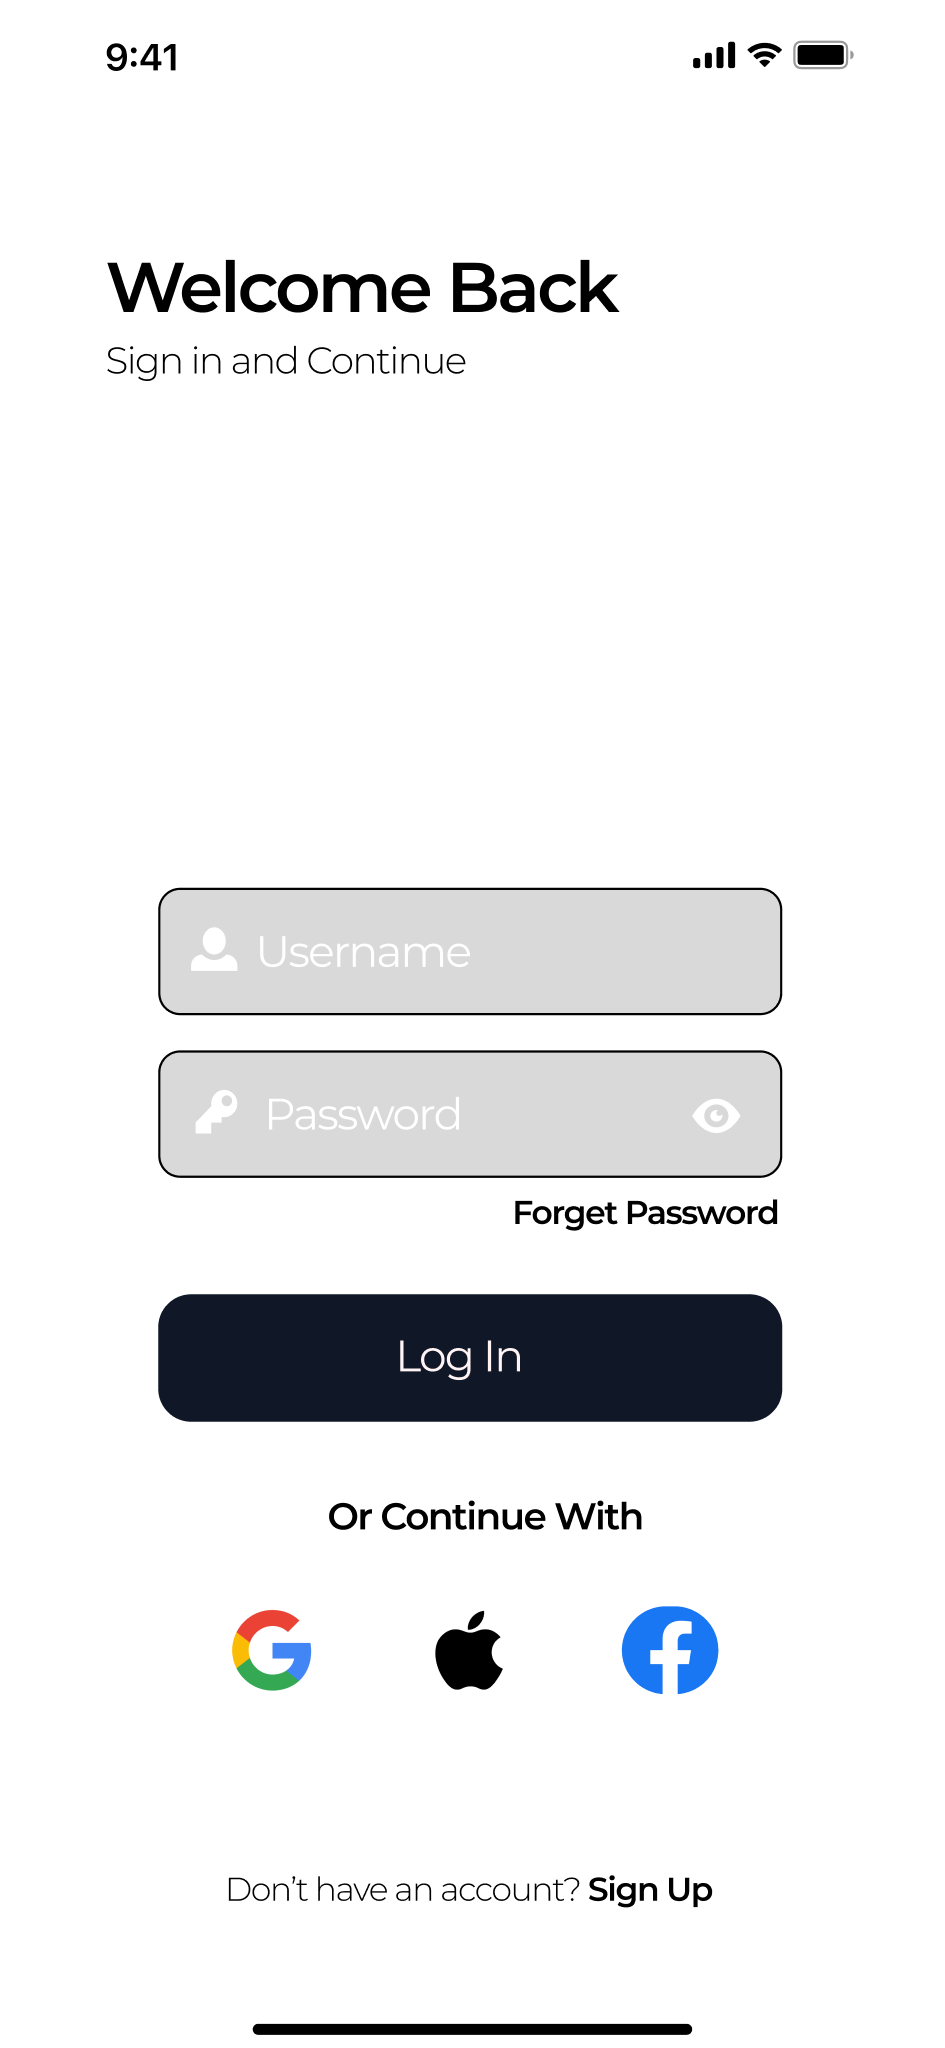 9:41
Welcome Back
Sign in and Continue
Username
Password
Forget Password
Log In
Or Continue With
Don’t have an account? Sign Up